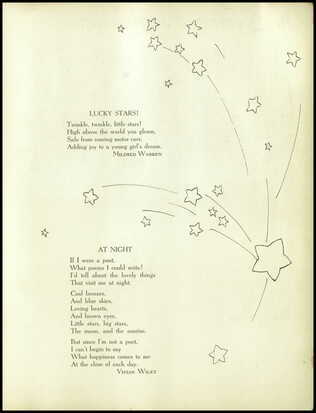 LUCKY STARS!
Twinkle, twinkle, little stars!
High above the world you gleam,
Safe from roaring motor cars,
Adding joy to a young girl's dream.
MILDRED WARREN
AT NIGHT
If I were a poet,
What poems I could write!
I'd tell about the lovely things
That visit me at night.
Cool breezes,
And blue skies,
Loving hearts,
And brown eyes,
Little stars, big stars,
The moon, and the sunrise.
But since I'm not a poet,
I can't begin to say
What happiness comes to me
At the close of each day.
VIVIAN WILEY